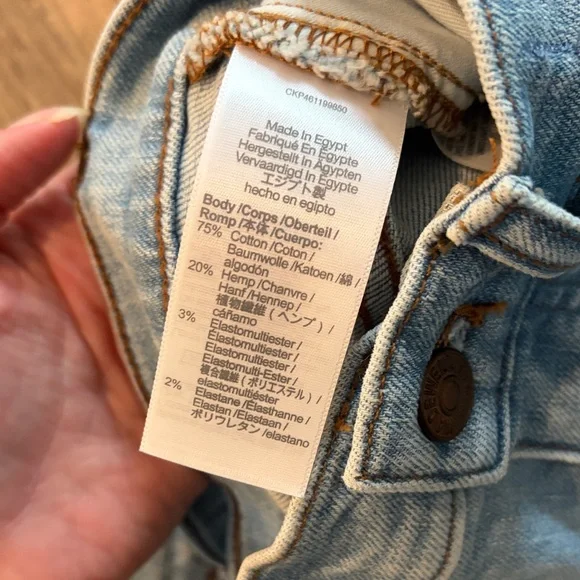 CKP461199850
Made In Egypt
Fabriqué En Egypte
Hergestellt In Ägypten
Vervaardigd In Egypte
エジプト製
hecho en egipto
Body /Corps /Oberteil /
Romp /本体 /Cuerpo:
75% Cotton /Coton /
Baumwolle /Katoen /綿 /
algodón
20% Hemp /Chanvre /
Hanf /Hennep /
植物繊維 ( ヘンプ ) /
cáñamo
3% Elastomultiester /
Elastomultiester /
Elastomulti-Ester /
複合繊維 ( ポリエステル ) /
elastomultiéster
2% Elastane /Elasthanne /
Elastan /Elastaan /
ポリウレタン /elastano